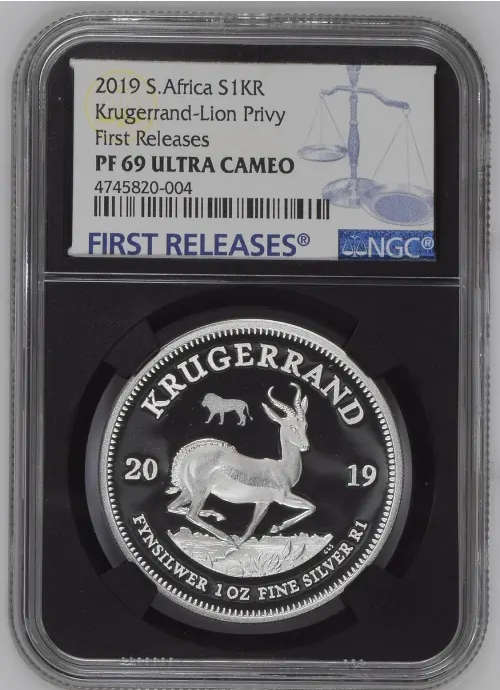 2019 S.Africa S1KR
Krugerrand-Lion Privy
First Releases
PF 69 ULTRA CAMEO
4745820-004
FIRST RELEASES®
NGC®
KRUGERRAND
20 19
FYNSILWER 1 OZ FINE SILVER R1